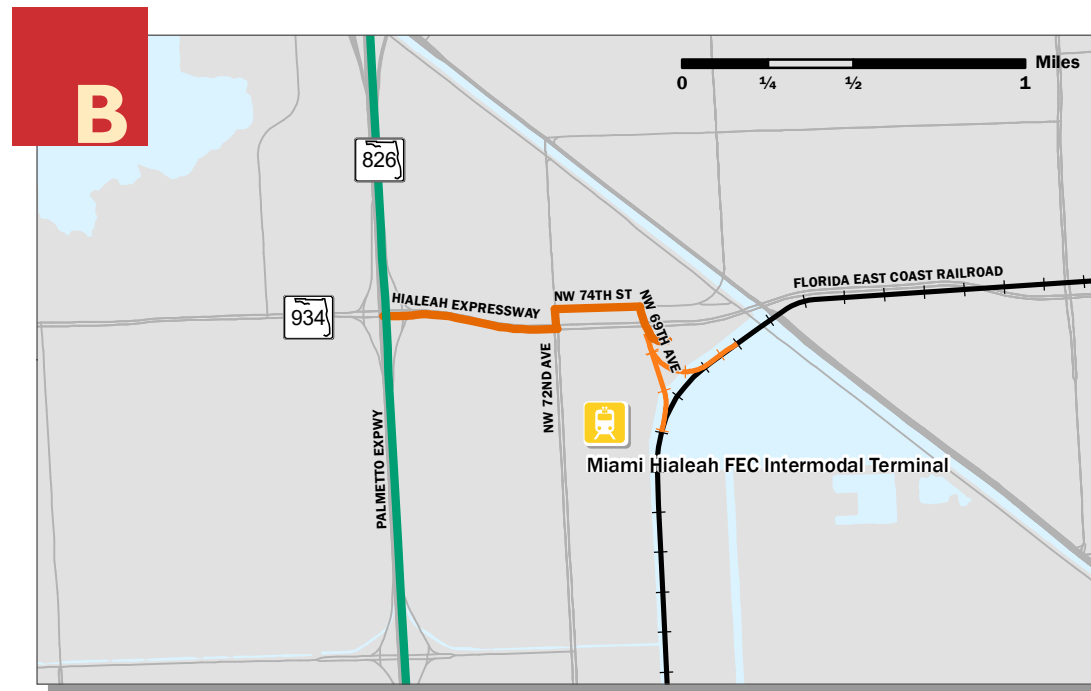 B
Miles
0 ¼ ½ 1
826
FLORIDA EAST COAST RAILROAD
HIALEAH EXPRESSWAY
NW 74TH ST
NW 69TH AVE
934
NW 72ND AVE
PALMETTO EXPWY
Miami Hialeah FEC Intermodal Terminal